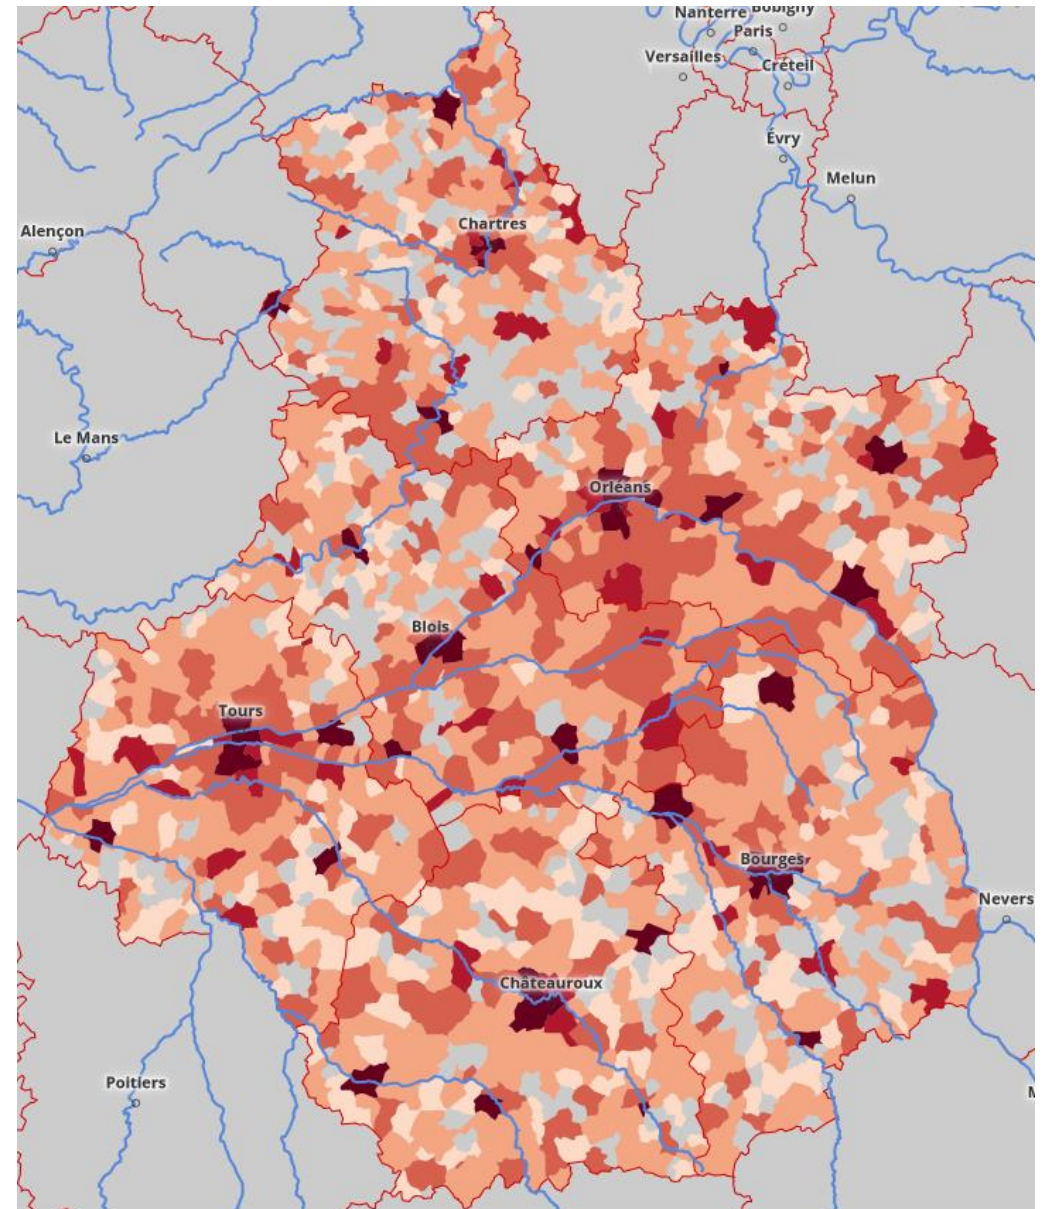 Nanterre
Bobigny
Paris
Versailles
Créteil
Évry
Melun
Alençon
Chartres
Le Mans
Orléans
Blois
Tours
Bourges
Nevers
Châteauroux
Poitiers
M